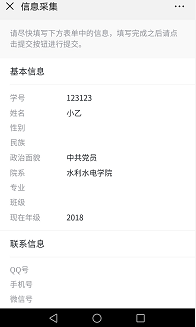 信息采集
请尽快填写下方表单中的信息，填写完成之后请点
击提交按钮进行提交。
基本信息
学号 123123
姓名 小乙
性别
民族
政治面貌 中共党员
院系 水利水电学院
专业
班级
现在年级 2018
联系信息
QQ号
手机号
微信号